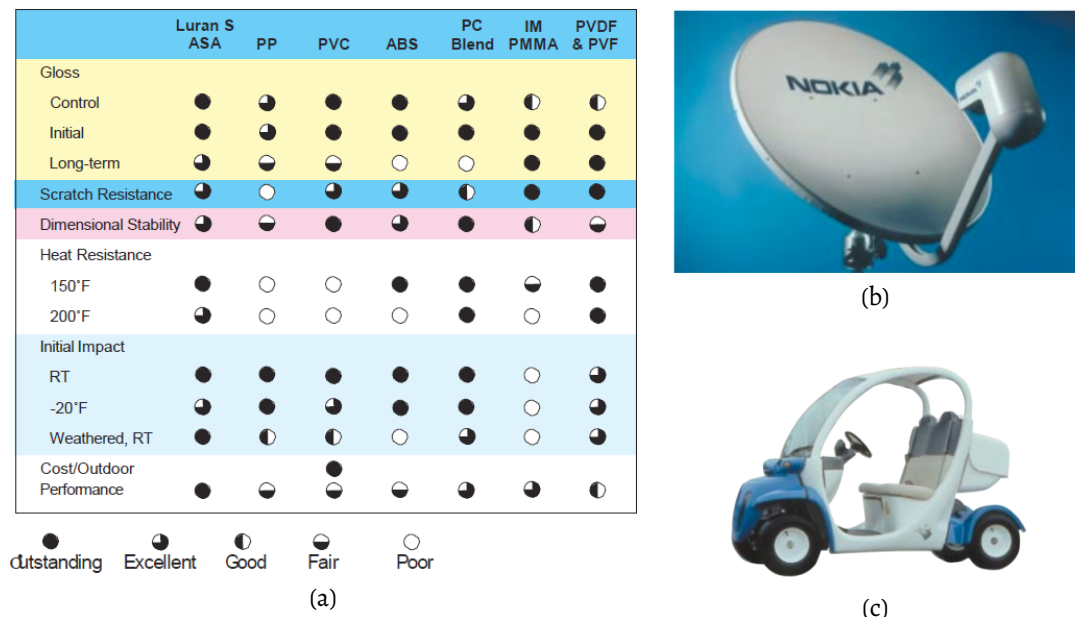 Luran S ASA PP PVC ABS PC Blend IM PMMA PVDF & PVF
Gloss
Control
Initial
Long-term
Scratch Resistance
Dimensional Stability
Heat Resistance
150˚F
200˚F
Initial Impact
RT
-20˚F
Weathered, RT
Cost/Outdoor
Performance
Outstanding Excellent Good Fair Poor
(a)
NOKIA
NOKIA
(b)
(c)